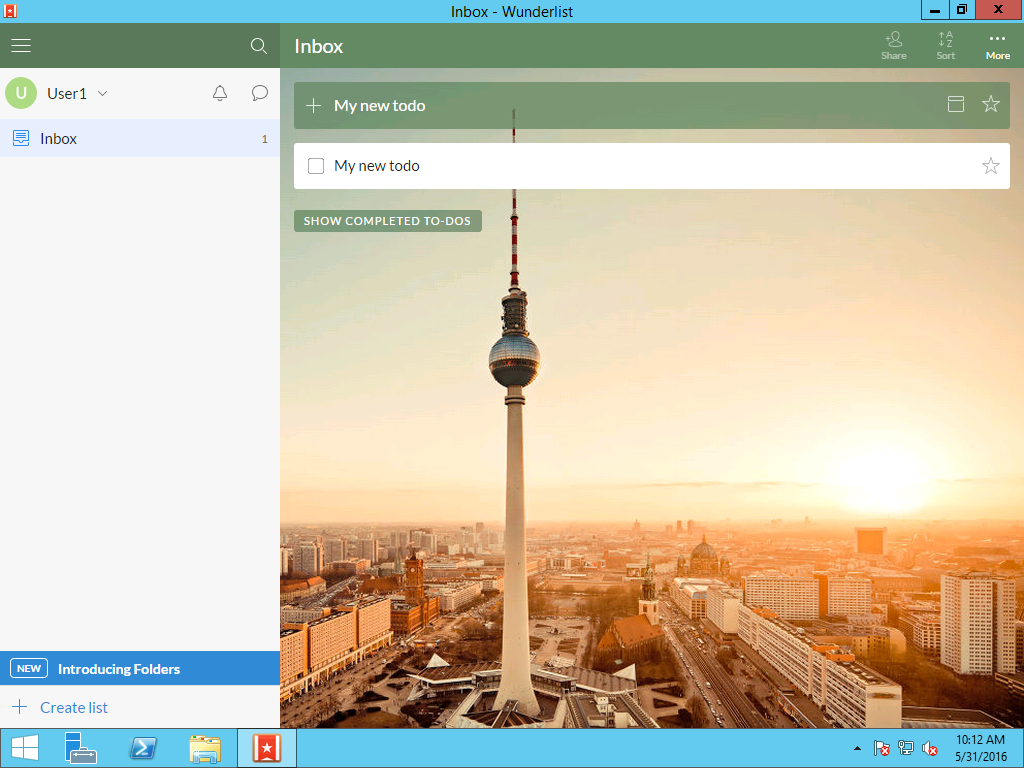 Inbox - Wunderlist
Inbox
Share
Sort
More
A
Z
U
User1
Inbox
1
My new todo
My new todo
SHOW COMPLETED TO-DOS
NEW
Introducing Folders
Create list
10:12 AM
5/31/2016